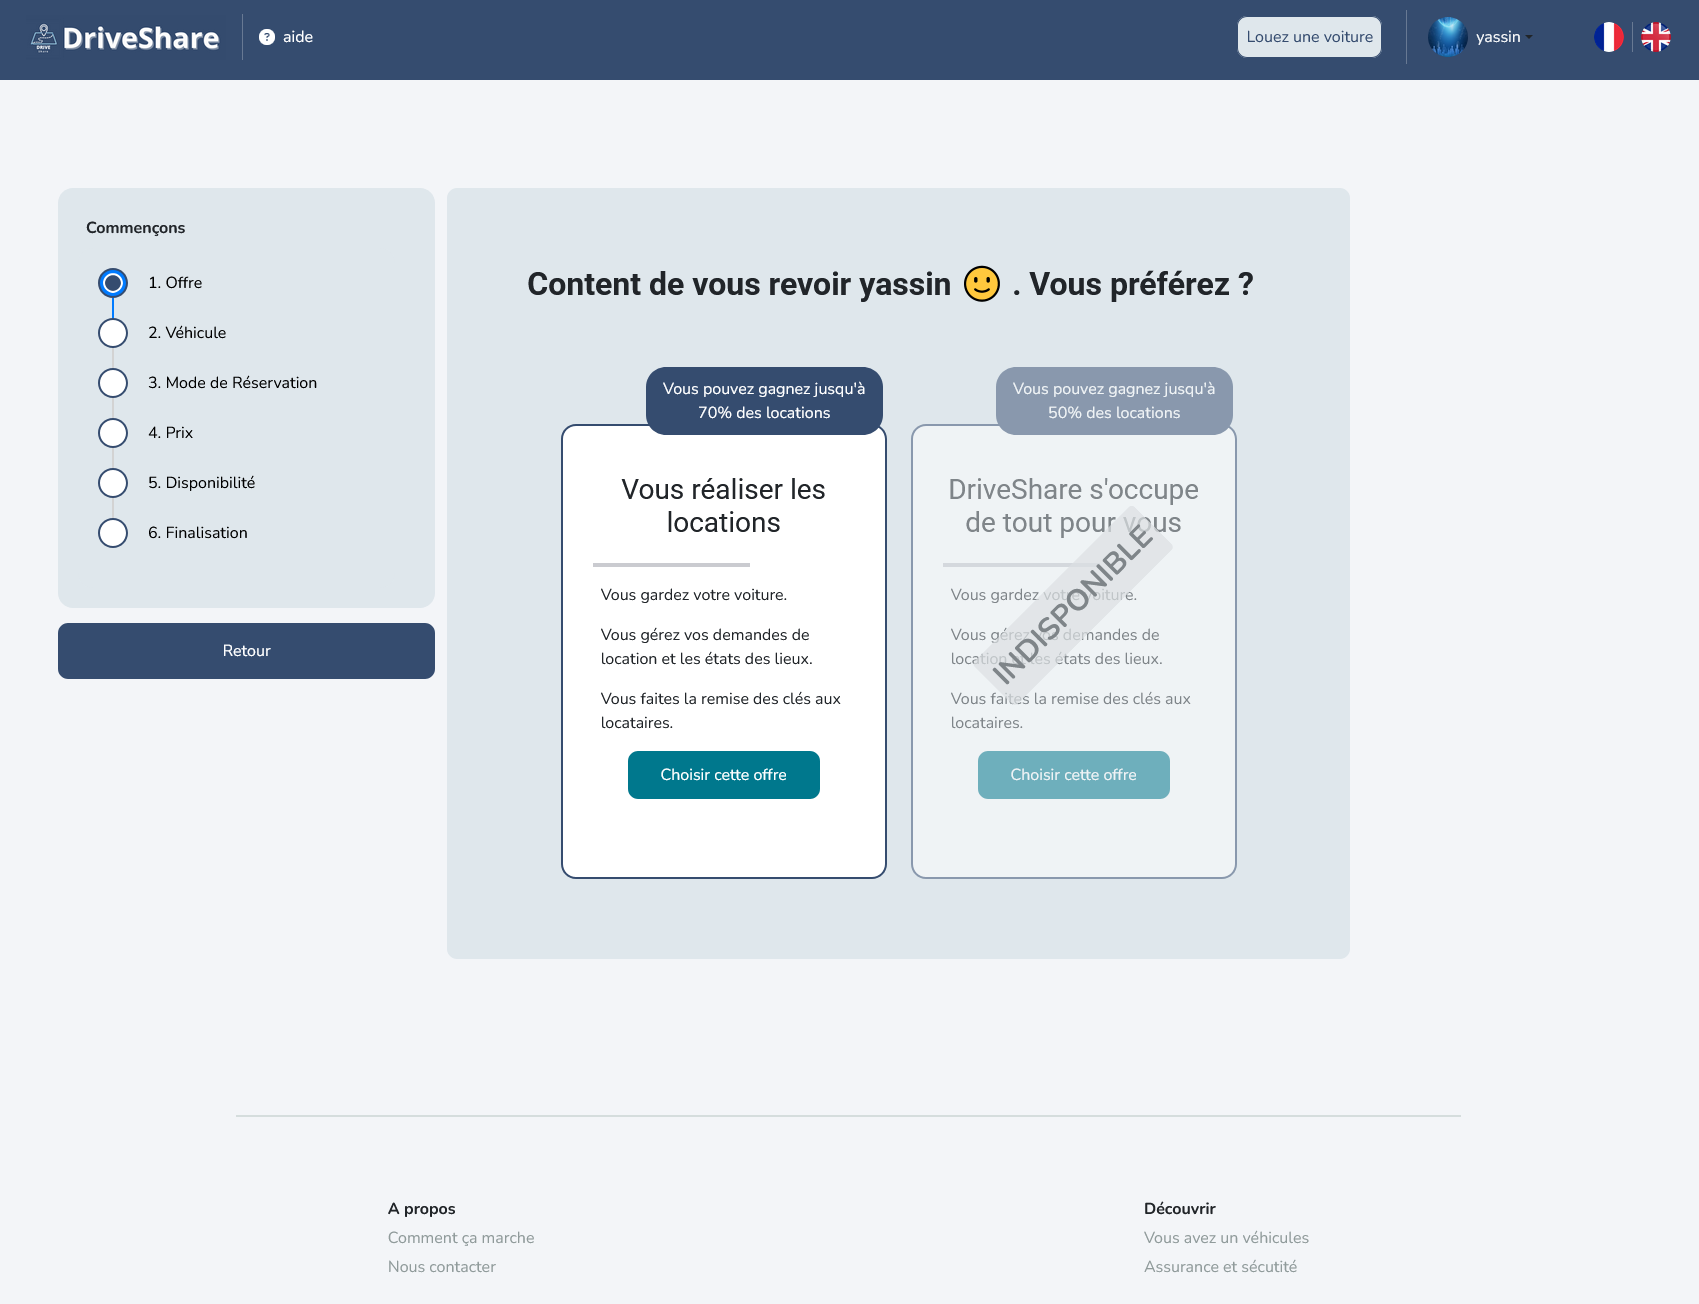 DriveShare
aide
Louez une voiture
yassin
Commençons
1. Offre
2. Véhicule
3. Mode de Réservation
4. Prix
5. Disponibilité
6. Finalisation
Retour
Content de vous revoir yassin 🙂 . Vous préférez ?
Vous pouvez gagnez jusqu'à
70% des locations
Vous réaliser les
locations
Vous gardez votre voiture.
Vous gérez vos demandes de
location et les états des lieux.
Vous faites la remise des clés aux
locataires.
Choisir cette offre
Vous pouvez gagnez jusqu'à
50% des locations
DriveShare s'occupe
de tout pour vous
INDISPONIBLE
Vous gardez votre voiture.
Vous gérez vos demandes de
location et les états des lieux.
Vous faites la remise des clés aux
locataires.
Choisir cette offre
A propos
Comment ça marche
Nous contacter
Découvrir
Vous avez un véhicules
Assurance et sécutité